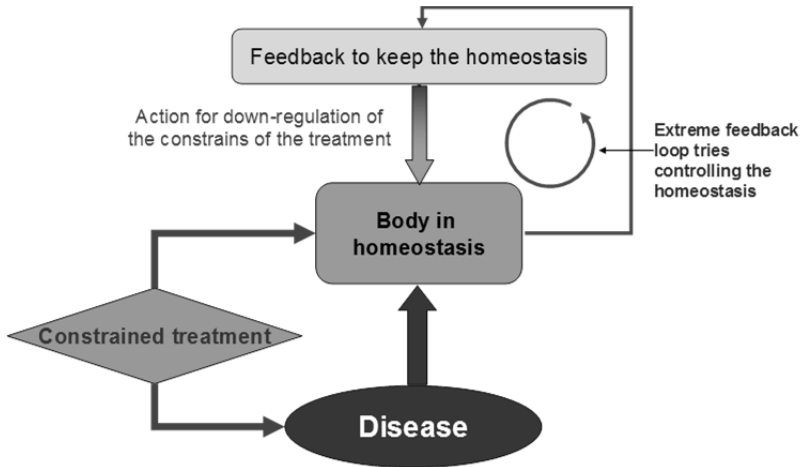 Feedback to keep the homeostasis
Action for down-regulation of
the constrains of the treatment
Extreme feedback
loop tries
controlling the
homeostasis
Body in
homeostasis
Constrained treatment
Disease